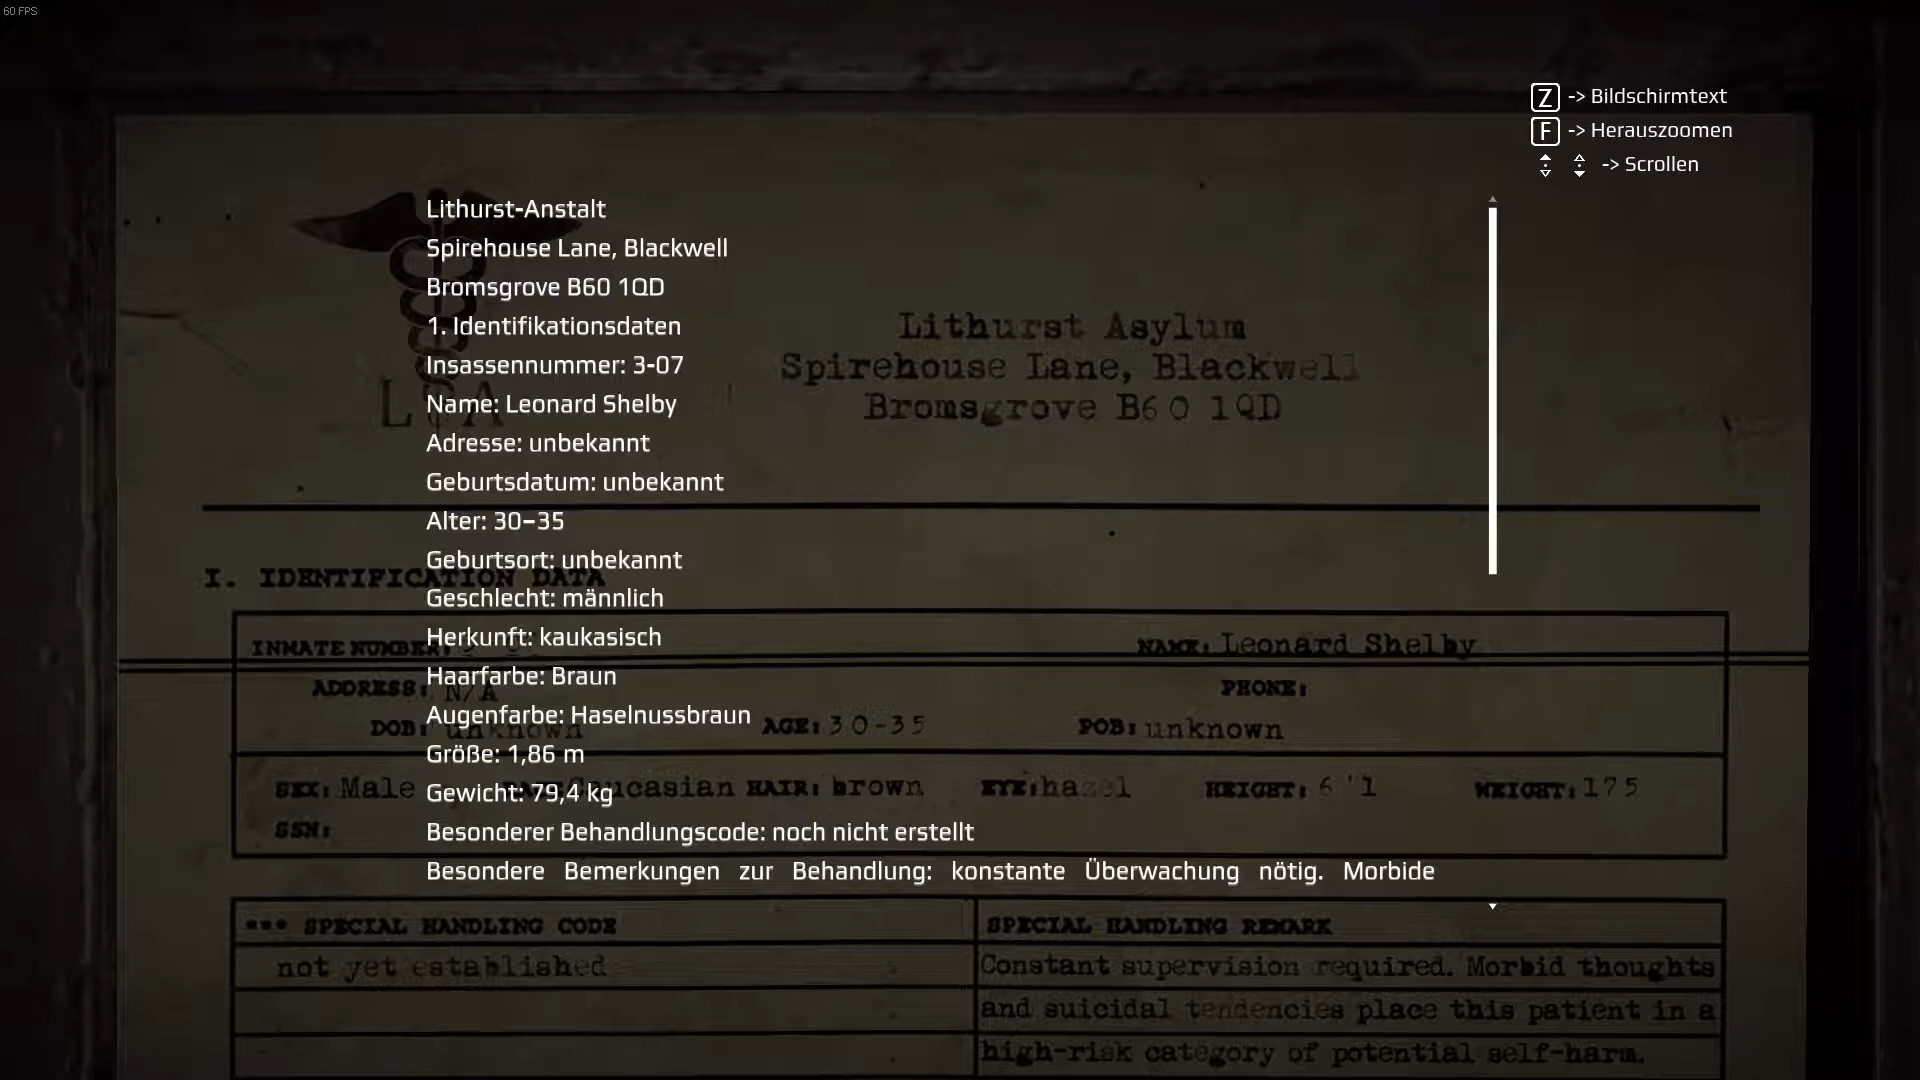 60 FPS
Z -> Bildschirmtext
F -> Herauszoomen
-> Scrollen
Lithurst-Anstalt
Spirehouse Lane, Blackwell
Bromsgrove B60 1QD
1. Identifikationsdaten
Insassennummer: 3-07
Name: Leonard Shelby
Adresse: unbekannt
Geburtsdatum: unbekannt
Alter: 30–35
Geburtsort: unbekannt
Geschlecht: männlich
Herkunft: kaukasisch
Haarfarbe: Braun
Augenfarbe: Haselnussbraun
Größe: 1,86 m
Gewicht: 79,4 kg
Besonderer Behandlungscode: noch nicht erstellt
Besondere Bemerkungen zur Behandlung: konstante Überwachung nötig. Morbide
Lithurst Asylum
Spirehouse Lane, Blackwell
Bromsgrove B60 1QD
I. IDENTIFICATION DATA
INMATE NUMBER:
NAME: Leonard Shelby
ADDRESS: N/A
PHONE:
DOB: unknown AGE: 30-35 POB: unknown
SEX: Male Caucasian HAIR: brown EYE: hazel HEIGHT: 6'1 WEIGHT: 175
SSN:
*** SPECIAL HANDLING CODE
not yet established
SPECIAL HANDLING REMARK
Constant supervision required. Morbid thoughts
and suicidal tendencies place this patient in a
high-risk category of potential self-harm.